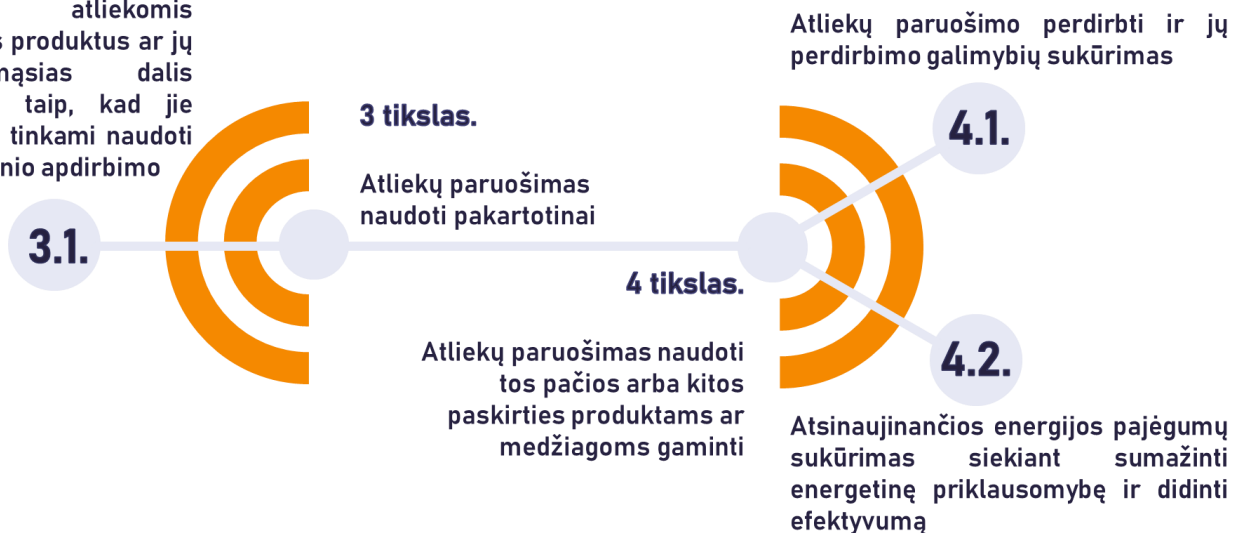 atliekomis
produktus ar jų
dalis
taip, kad jie
tinkami naudoti
apdirbimo
3.1.
3 tikslas.
Atliekų paruošimas
naudoti pakartotinai
4 tikslas.
Atliekų paruošimas naudoti
tos pačios arba kitos
paskirties produktams ar
medžiagoms gaminti
Atliekų paruošimo perdirbti ir jų
perdirbimo galimybių sukūrimas
4.1.
4.2.
Atsinaujinančios energijos pajėgumų
sukūrimas siekiant sumažinti
energetinę priklausomybę ir didinti
efektyvumą